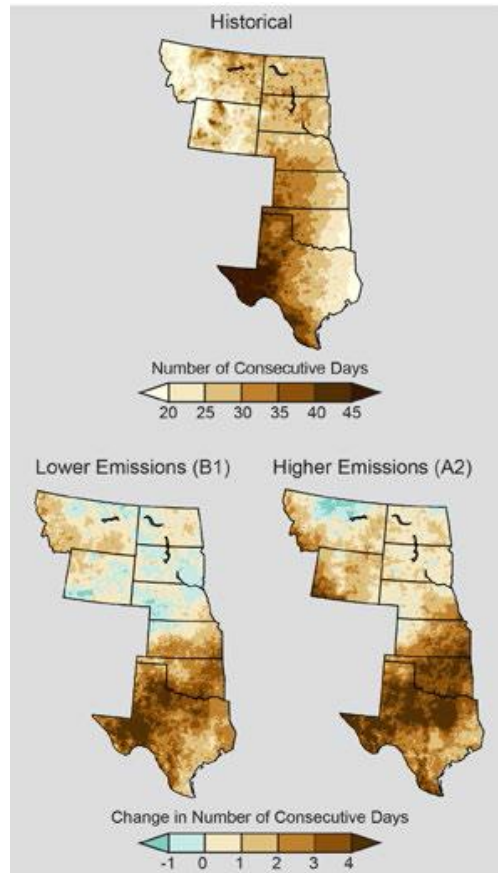 Historical
Number of Consecutive Days
20 25 30 35 40 45
Lower Emissions (B1) Higher Emissions (A2)
Change in Number of Consecutive Days
-1 0 1 2 3 4